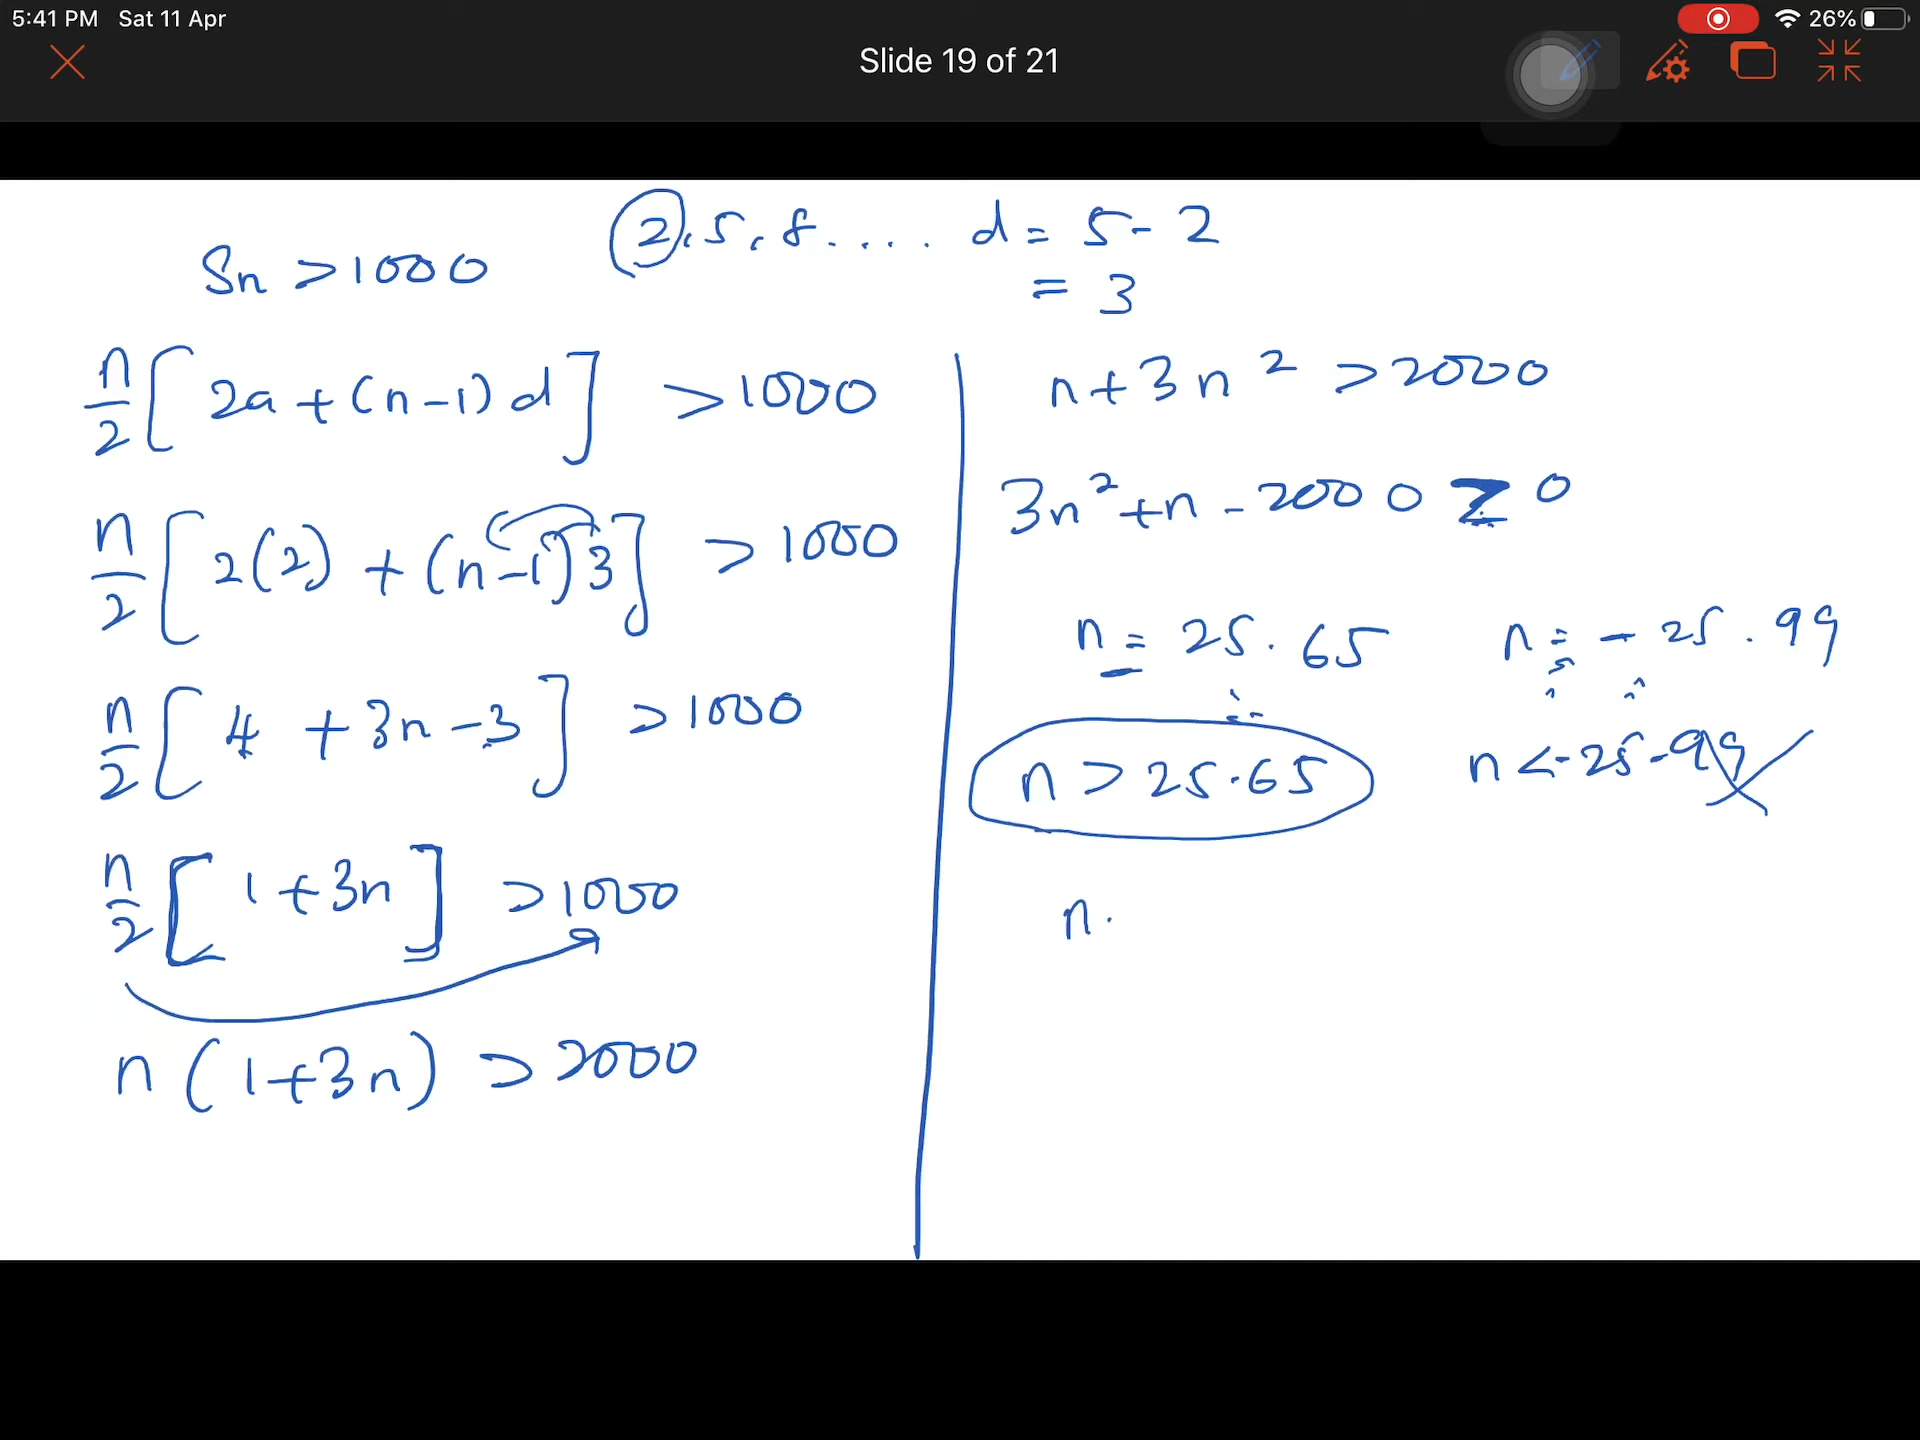 5:41 PM Sat 11 Apr
26%
Slide 19 of 21
2, 5, 8 .... d = 5 - 2
= 3
Sn > 1000
n/2 [2a + (n-1) d] > 1000
n/2 [2(2) + (n-1)3] > 1000
n/2 [4 + 3n - 3] > 1000
n/2 [1 + 3n] > 1000
n (1+3n) > 2000
n + 3n² > 2000
3n² + n - 2000 0 > 0
n = 25.65 n = - 25.99
n > 25.65 n < -25.99
n.